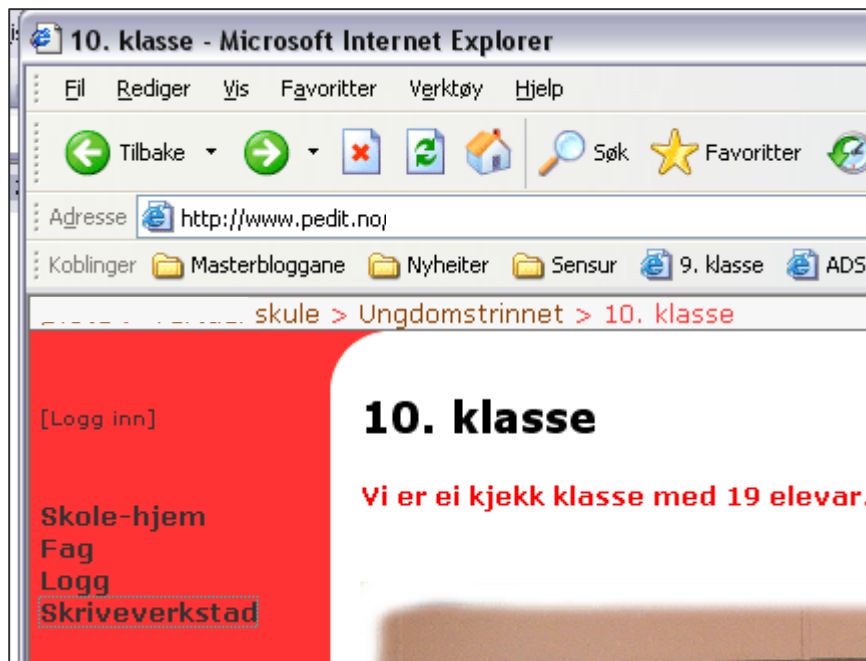 10. klasse - Microsoft Internet Explorer
Fil Rediger Vis Favoritter Verktøy Hjelp
Tilbake Søk Favoritter
Adresse http://www.pedit.no/
Koblinger Masterbloggane Nyheiter Sensur 9. klasse ADS
skule > Ungdomstrinnet > 10. klasse
[Logg inn]
10. klasse
Vi er ei kjekk klasse med 19 elevar.
Skole-hjem
Fag
Logg
Skriveverkstad